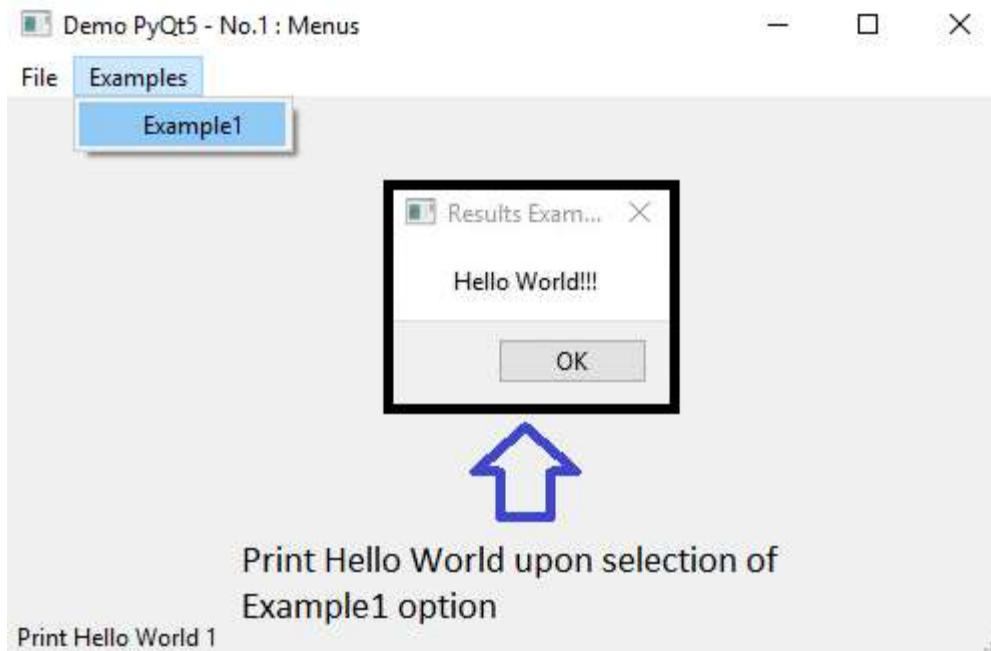 Demo PyQt5 - No.1 : Menus
File Examples
Example1
Results Exam...
Hello World!!!
OK
Print Hello World upon selection of
Example1 option
Print Hello World 1